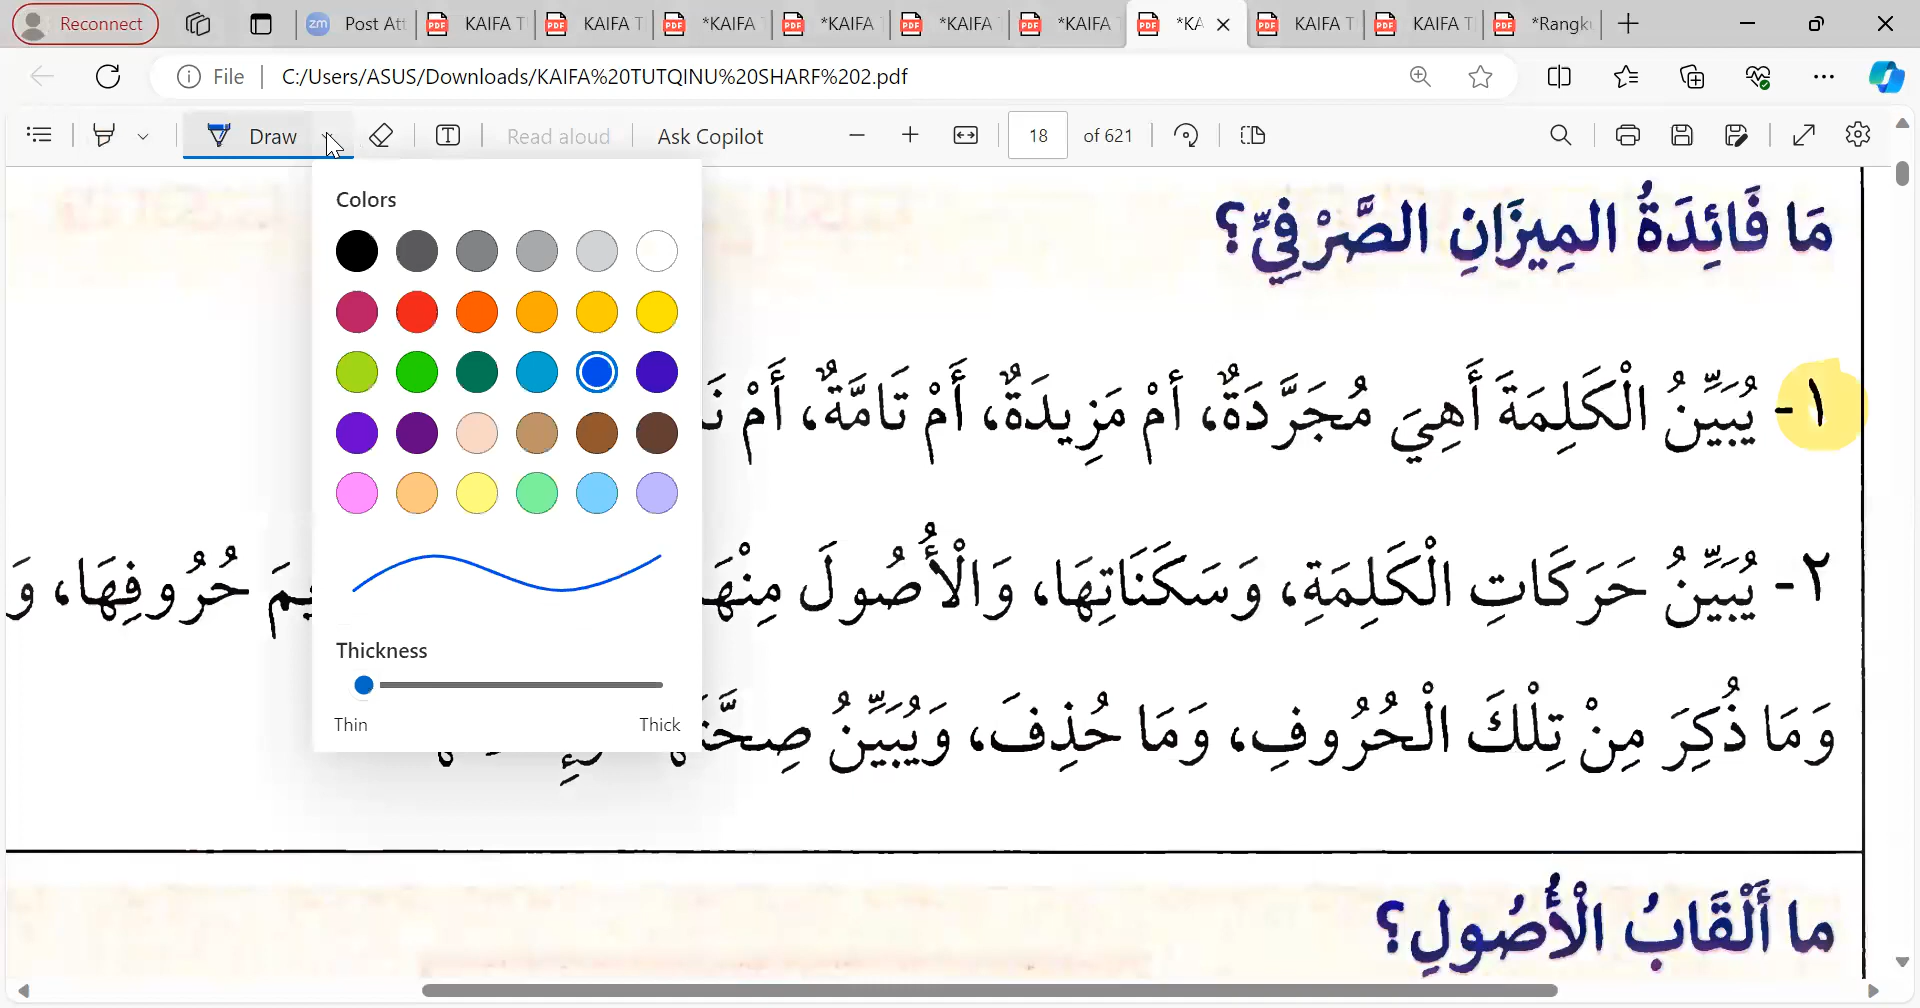 Reconnect
Post Att
KAIFA T
KAIFA T
*KAIFA
*KAIFA
*KAIFA
*KAIFA
*KA
KAIFA T
KAIFA T
*Rangk
File
C:/Users/ASUS/Downloads/KAIFA%20TUTQINU%20SHARF%202.pdf
Draw
Read aloud
Ask Copilot
18 of 621
Colors
Thickness
Thin
Thick
مَا فَائِدَةُ المِيزَانِ الصَّرْفِيِّ؟
١- يُبَيِّنُ الْكَلِمَةَ أَهِيَ مُجَرَّدَةٌ، أمْ مَزِيدَةٌ، أَمْ تَامَّةٌ، أَمْ
٢- يُبَيِّنُ حَرَكَاتِ الْكَلِمَةِ، وَسَكَنَاتِهَا، وَالْأُصُولَ حُرُوفِهَا، وَ
وَمَا ذُكِرَ مِنْ تِلْكَ الْحُرُوفِ، وَمَا حُذِفَ، وَيُبَيِّنُ
ما أَلْقَابُ الْأُصُولِ؟